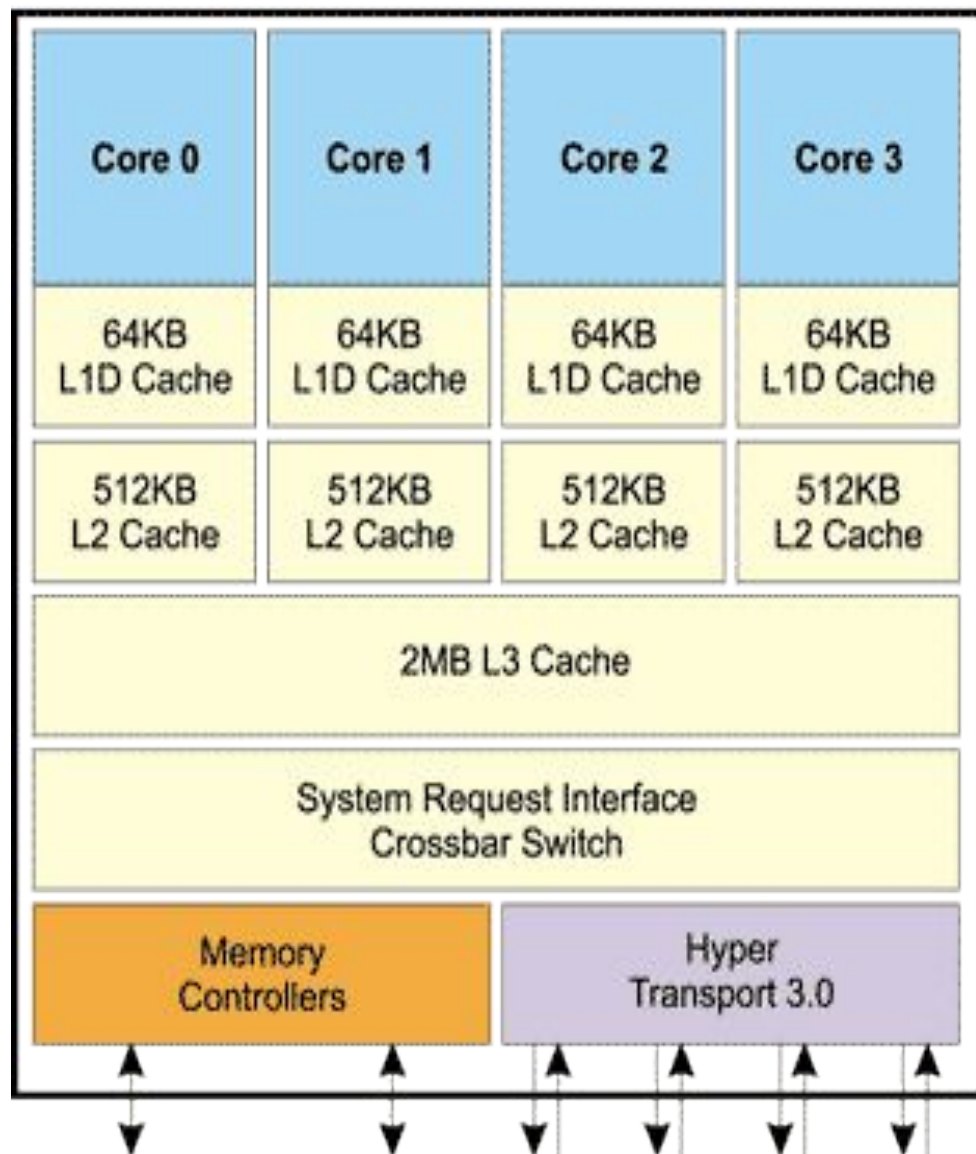 Core 0
Core 1
Core 2
Core 3
64KB
L1D Cache
64KB
L1D Cache
64KB
L1D Cache
64KB
L1D Cache
512KB
L2 Cache
512KB
L2 Cache
512KB
L2 Cache
512KB
L2 Cache
2MB L3 Cache
System Request Interface
Crossbar Switch
Memory
Controllers
Hyper
Transport 3.0